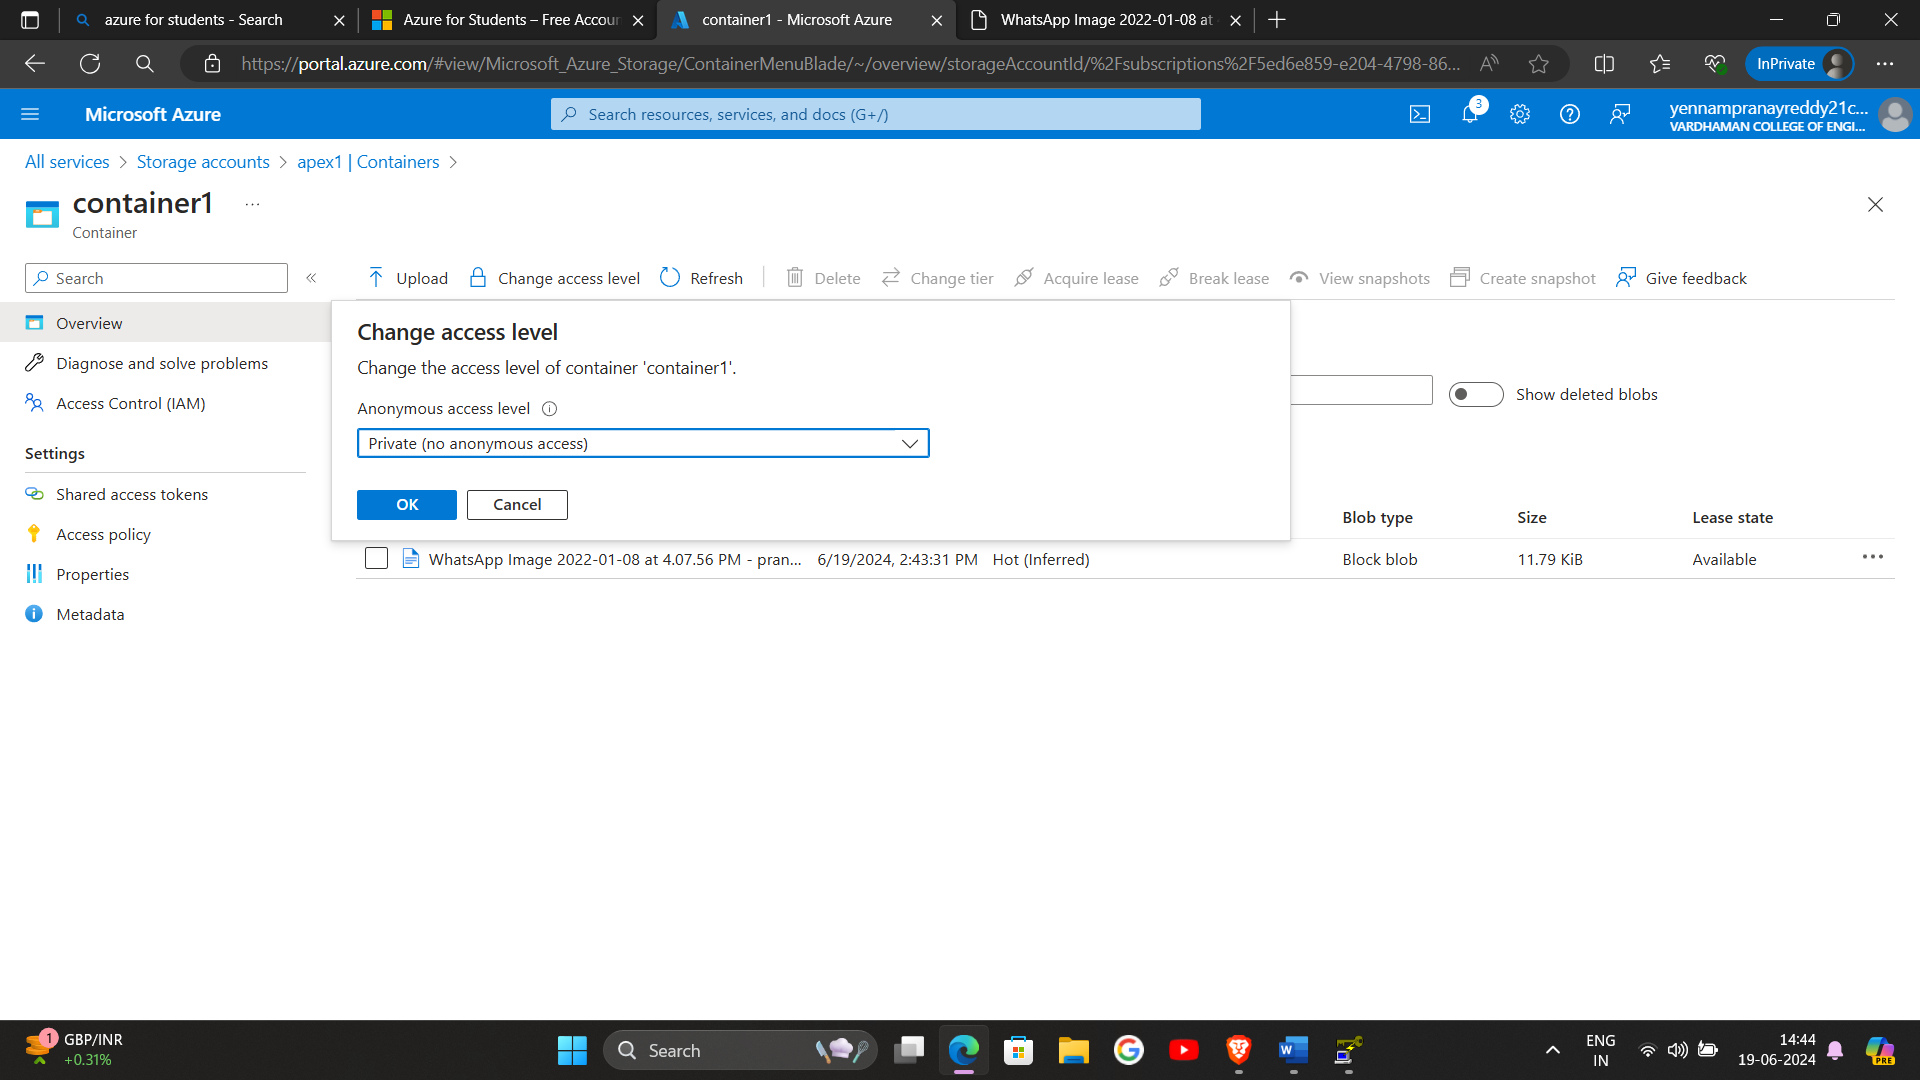 azure for students - Search
Azure for Students – Free Accoun
container1 - Microsoft Azure
WhatsApp Image 2022-01-08 at
https://portal.azure.com/#view/Microsoft_Azure_Storage/ContainerMenuBlade/~/overview/storageAccountId/%2Fsubscriptions%2F5ed6e859-e204-4798-86...
InPrivate
Microsoft Azure
Search resources, services, and docs (G+/)
3
yennampranayreddy21c...
VARDHAMAN COLLEGE OF ENGI...
All services > Storage accounts > apex1 | Containers >
container1 ...
Container
Search
Upload Change access level Refresh Delete Change tier Acquire lease Break lease View snapshots Create snapshot Give feedback
Overview
Diagnose and solve problems
Access Control (IAM)
Settings
Shared access tokens
Access policy
Properties
Metadata
Change access level
Change the access level of container 'container1'.
Anonymous access level
Private (no anonymous access)
OK Cancel
Show deleted blobs
Blob type Size Lease state
WhatsApp Image 2022-01-08 at 4.07.56 PM - pran... 6/19/2024, 2:43:31 PM Hot (Inferred) Block blob 11.79 KiB Available
1
GBP/INR
+0.31%
Search
ENG
IN
14:44
19-06-2024
PRE